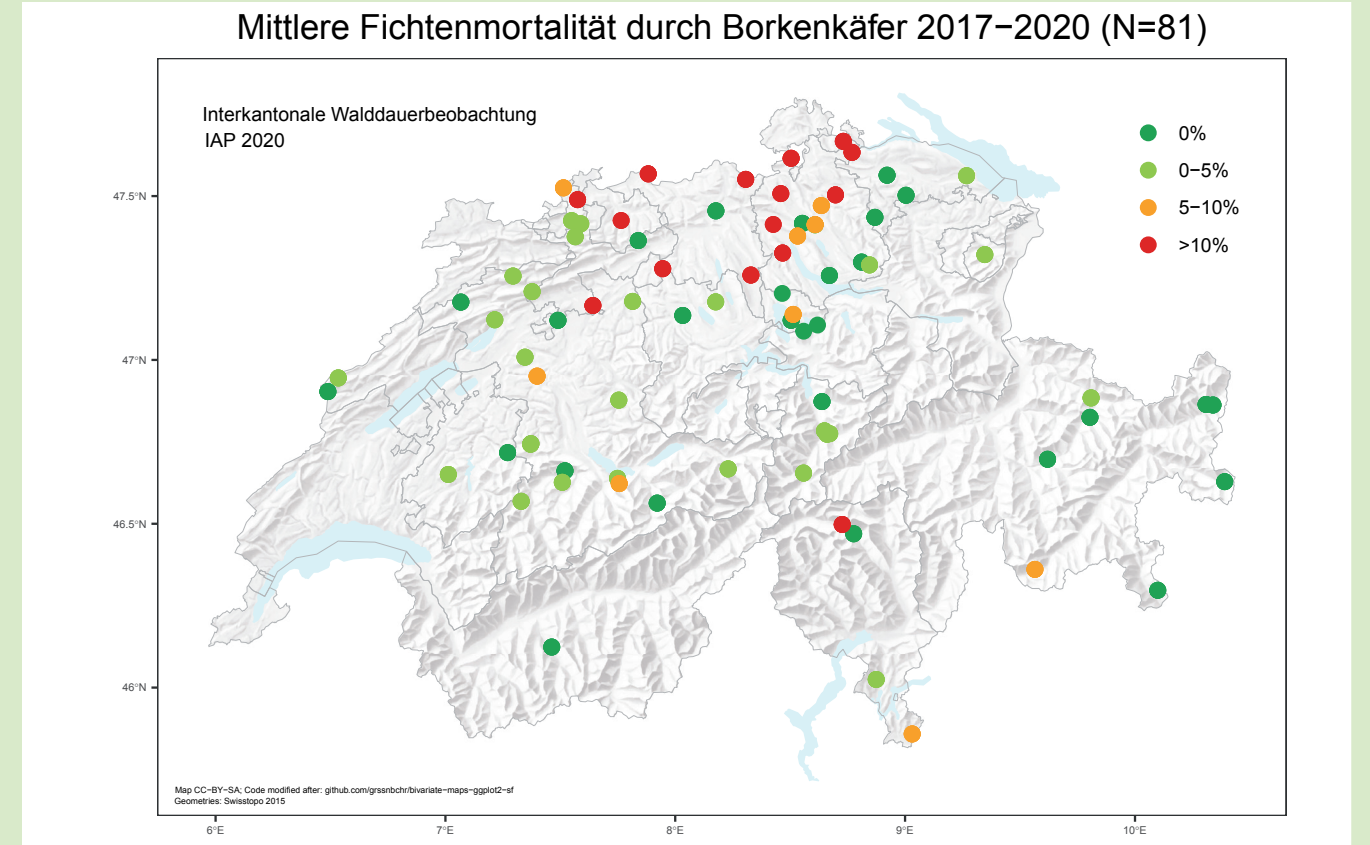 Mittlere Fichtenmortalität durch Borkenkäfer 2017−2020 (N=81)
Interkantonale Walddauerbeobachtung
IAP 2020
0%
0−5%
5−10%
>10%
47.5°N
47°N
46.5°N
46°N
Map CC−BY−SA; Code modified after: github.com/grssnbchr/bivariate−maps−ggplot2−sf
Geometries: Swisstopo 2015
6°E
7°E
8°E
9°E
10°E